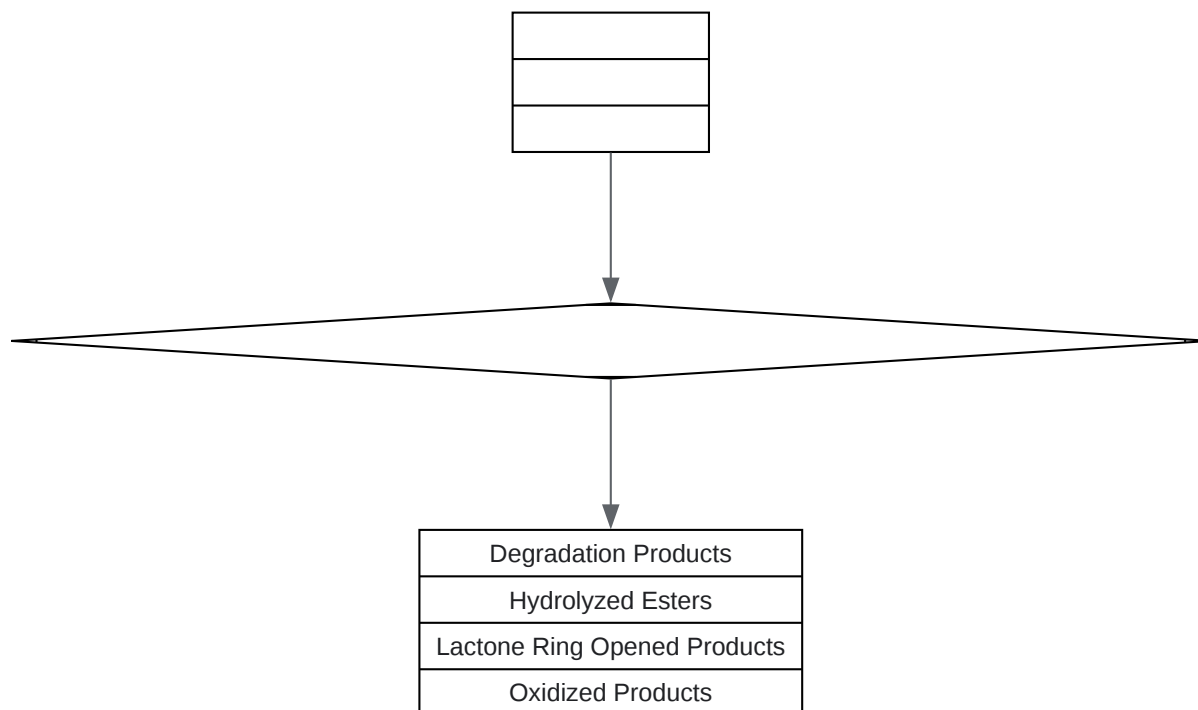 Degradation Products
Hydrolyzed Esters
Lactone Ring Opened Products
Oxidized Products